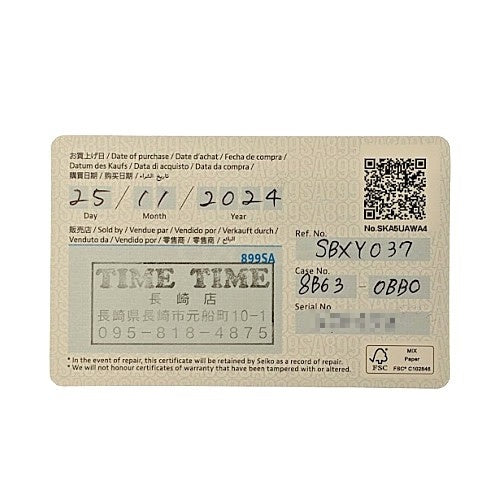 お買上げ日 / Date of purchase / Date d'achat / Fecha de compra /
Datum des Kaufs / Data di acquisto / Data da compra /
購買日期 / 购买日期 / تاريخ الشراء
25 / 11 / 2024
Day Month Year
No.SKA5UAWA4
販売店 / Sold by / Vendue par / Vendido por / Verkauft durch /
Venduto da / Vendido por / 零售商 / 零售商 / البائع
899SA
TIME TIME
長崎店
長崎県長崎市元船町10-1
095-818-4875
Ref. No.
SBXY037
Case No.
8B63-0BB0
Serial No
* In the event of repair, this certificate will be retained by Seiko as a record of repair.
* We will not honour certificates of warranty that have been tampered with or altered.
FSC
MIX
Paper
FSC® C102848